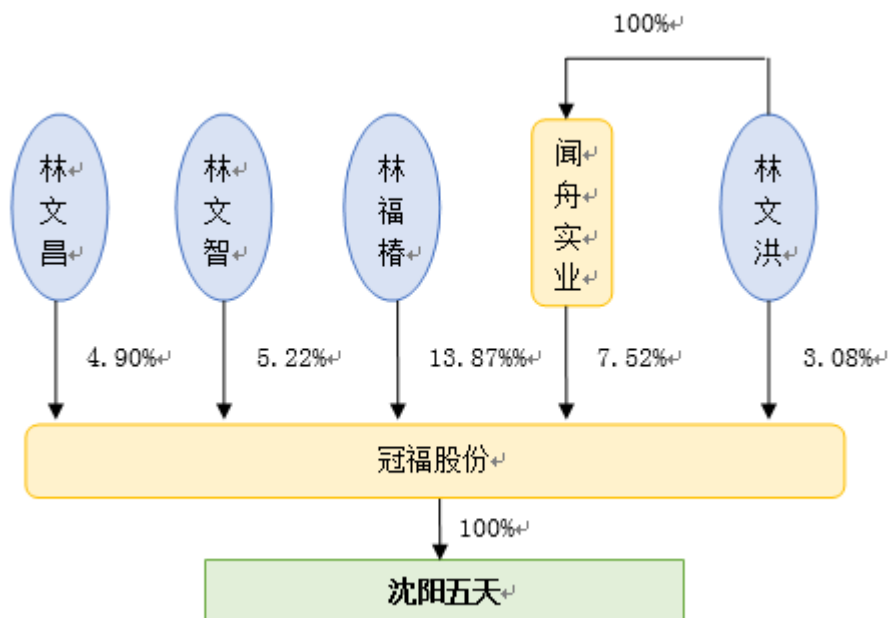 100%↵
林↵
文
昌↵
林↵
文
智↵
林
福
椿↵
闻↵
舟
实
业↵
林↵
文
洪↵
4.90%↵
5.22%↵
13.87%%↵
7.52%↵
3.08%↵
冠福股份↵
100%↵
沈阳五天↵